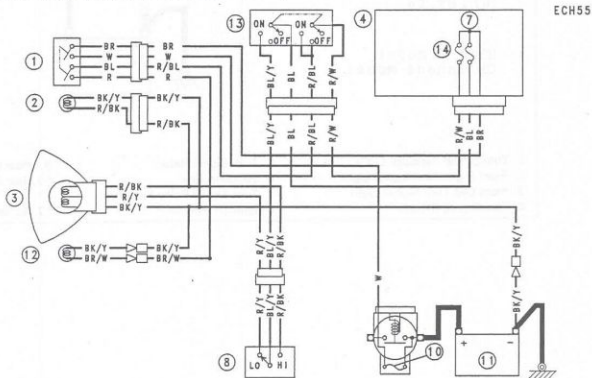 ECH55
13
ON
ON
OFF
OFF
4
7
14
1
BR
BR
W
W
BL
R/BL
R
R
2
BK/Y
BK/Y
R/BK
R/BK
BL/Y
BL
R/BL
R/W
BL/Y
BL
R/BL
R/W
R/W
BL
BR
3
R/BK
R/Y
BK/Y
12
BK/Y
BK/Y
BR/W
BR/W
R/Y
BL/Y
R/BK
R/Y
BL/Y
R/BK
W
BK/Y
BK/Y
8
LO
HI
10
+
-
11